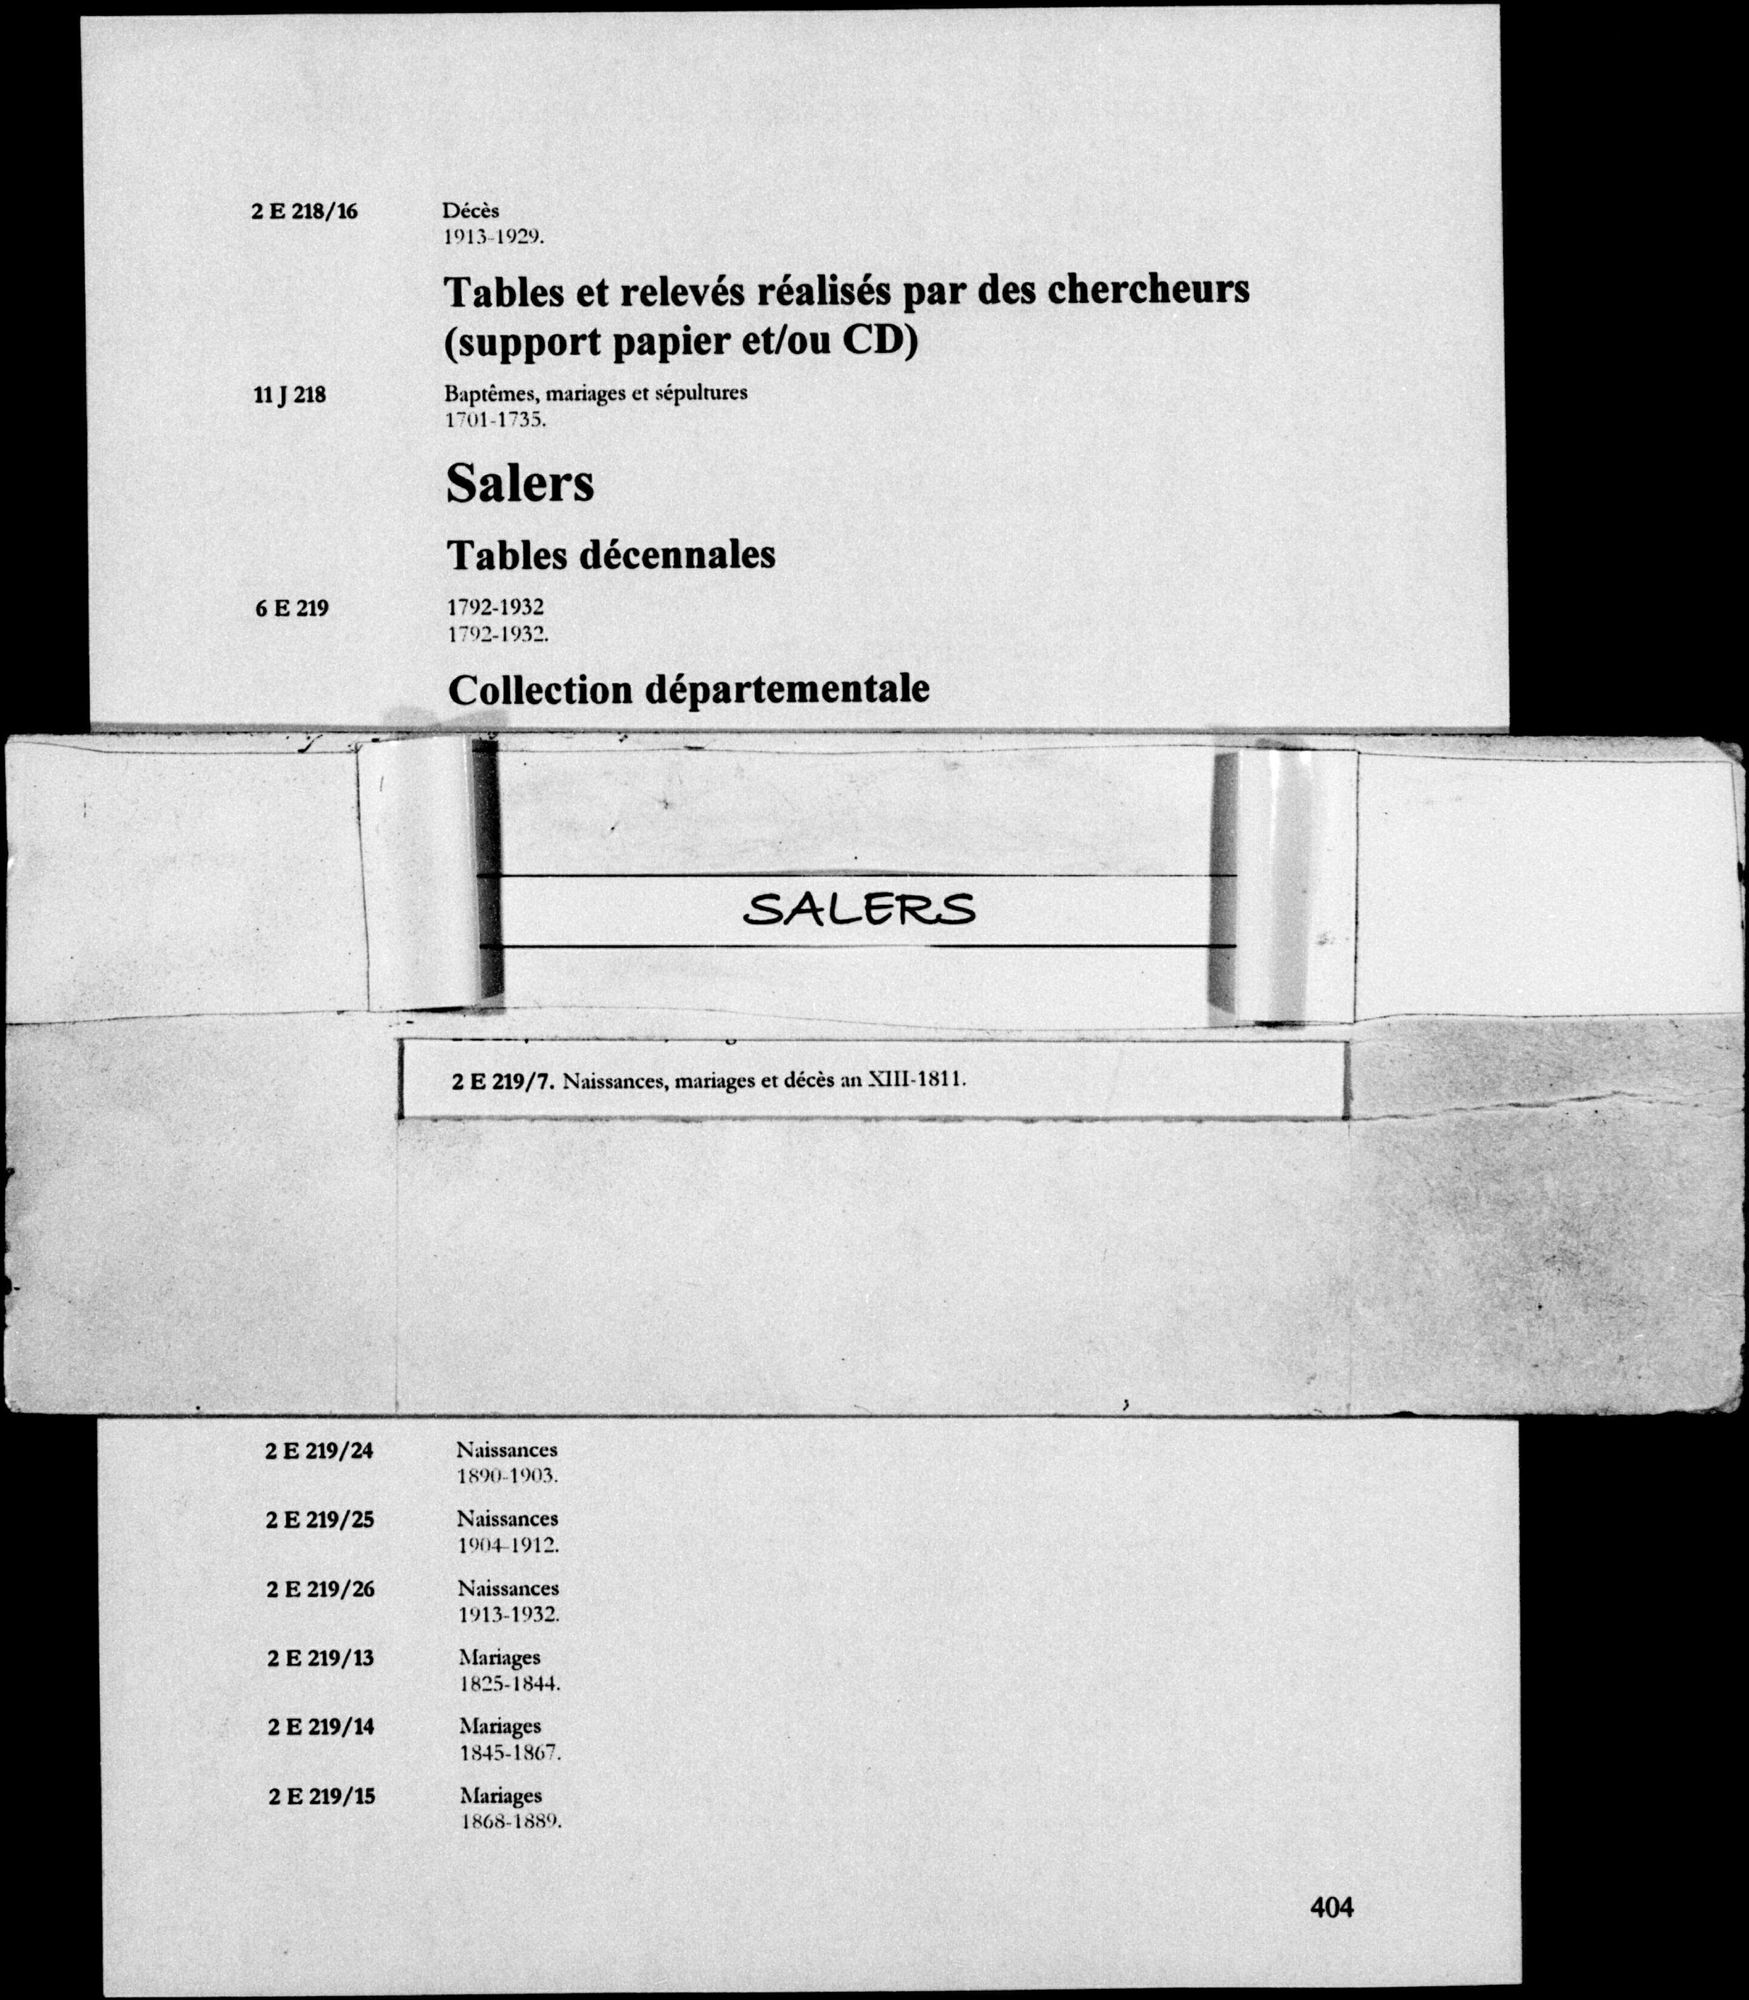 2 E 218/16 Décès
1913-1929.
Tables et relevés réalisés par des chercheurs
(support papier et/ou CD)
11 J 218 Baptêmes, mariages et sépultures
1701-1735.
Salers
Tables décennales
6 E 219 1792-1932
1792-1932.
Collection départementale
SALERS
2 E 219/7. Naissances, mariages et décès an XIII-1811.
2 E 219/24 Naissances
1890-1903.
2 E 219/25 Naissances
1904-1912.
2 E 219/26 Naissances
1913-1932.
2 E 219/13 Mariages
1825-1844.
2 E 219/14 Mariages
1845-1867.
2 E 219/15 Mariages
1868-1889.
404